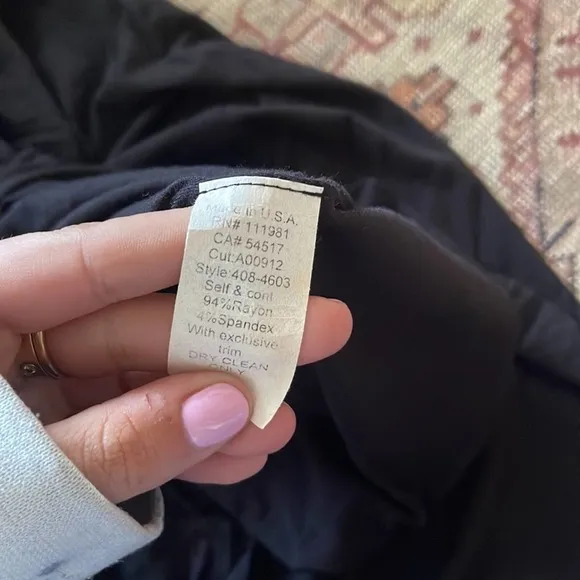 Made in U.S.A.
RN# 111981
CA# 54517
Cut:A00912
Style:408-4603
Self & cont
94%Rayon
4%Spandex
With exclusive
trim
DRY CLEAN
ONLY